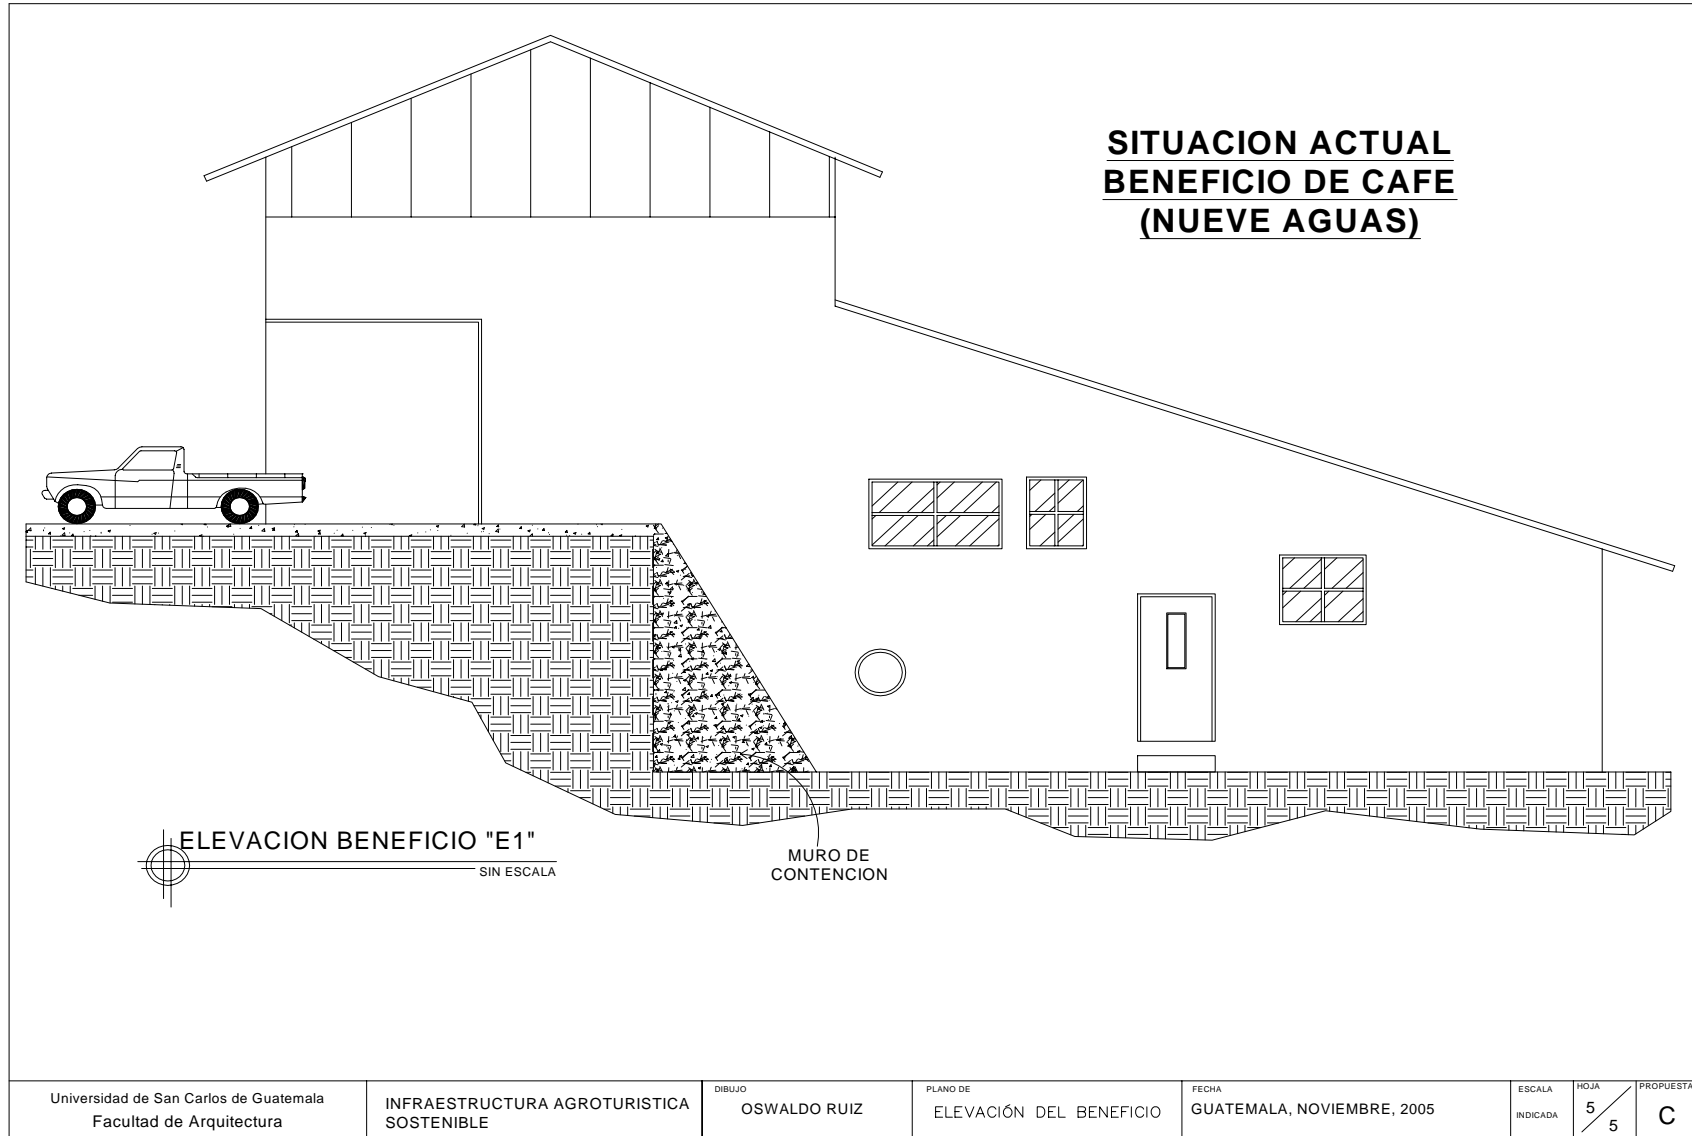 SITUACION ACTUAL
BENEFICIO DE CAFE
(NUEVE AGUAS)
ELEVACION BENEFICIO "E1"
SIN ESCALA
MURO DE
CONTENCION
Universidad de San Carlos de Guatemala
Facultad de Arquitectura
INFRAESTRUCTURA AGROTURISTICA
SOSTENIBLE
DIBUJO
OSWALDO RUIZ
PLANO DE
ELEVACIÓN DEL BENEFICIO
FECHA
GUATEMALA, NOVIEMBRE, 2005
ESCALA
INDICADA
HOJA
5
5
PROPUESTA
C